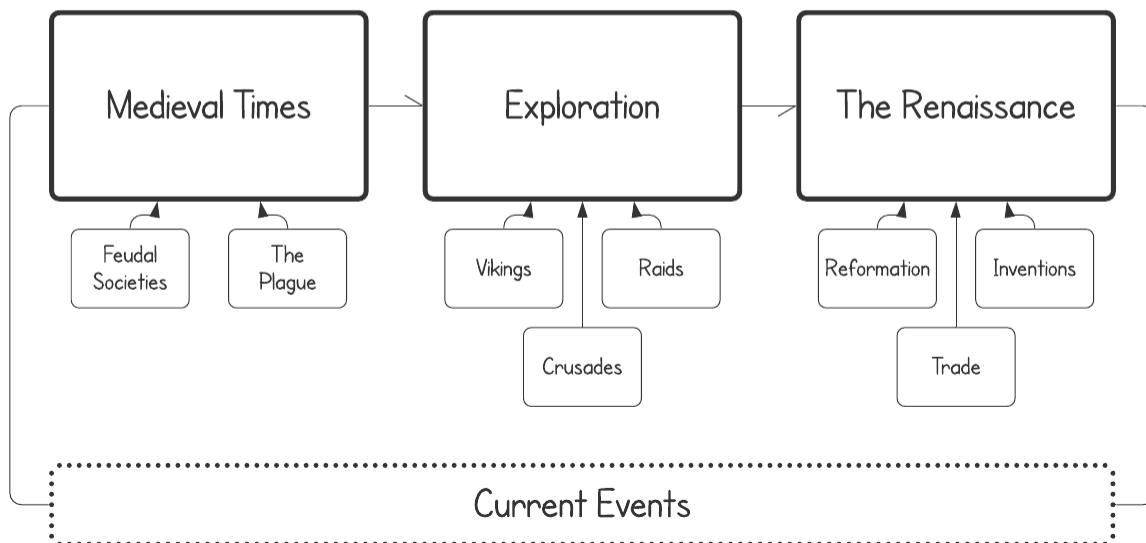 Medieval Times
Exploration
The Renaissance
Feudal
Societies
The
Plague
Vikings
Raids
Reformation
Inventions
Crusades
Trade
Current Events